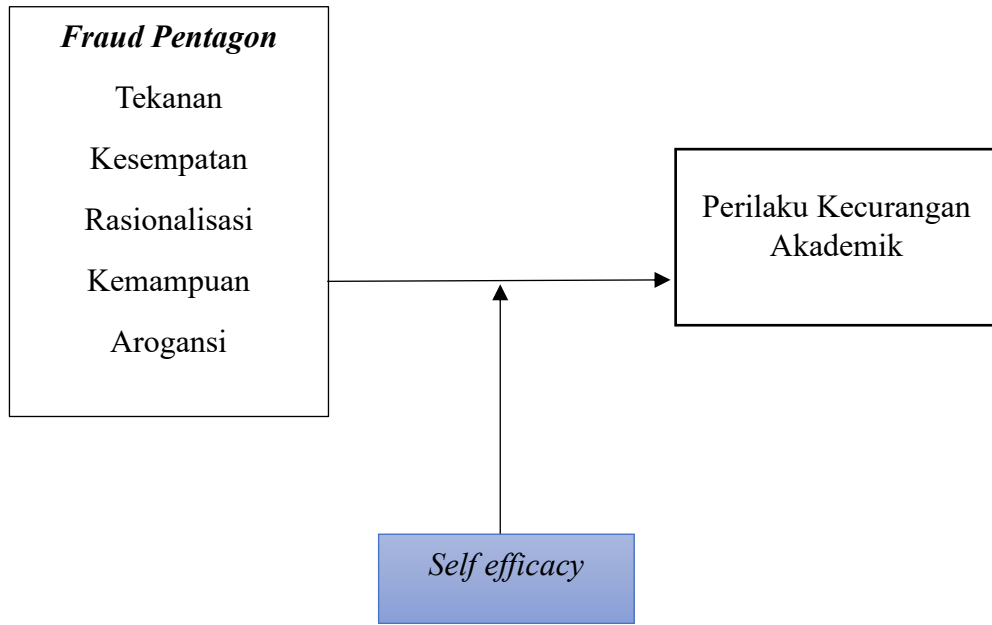 Fraud Pentagon
Tekanan
Kesempatan
Rasionalisasi
Kemampuan
Arogansi
Perilaku Kecurangan
Akademik
Self efficacy